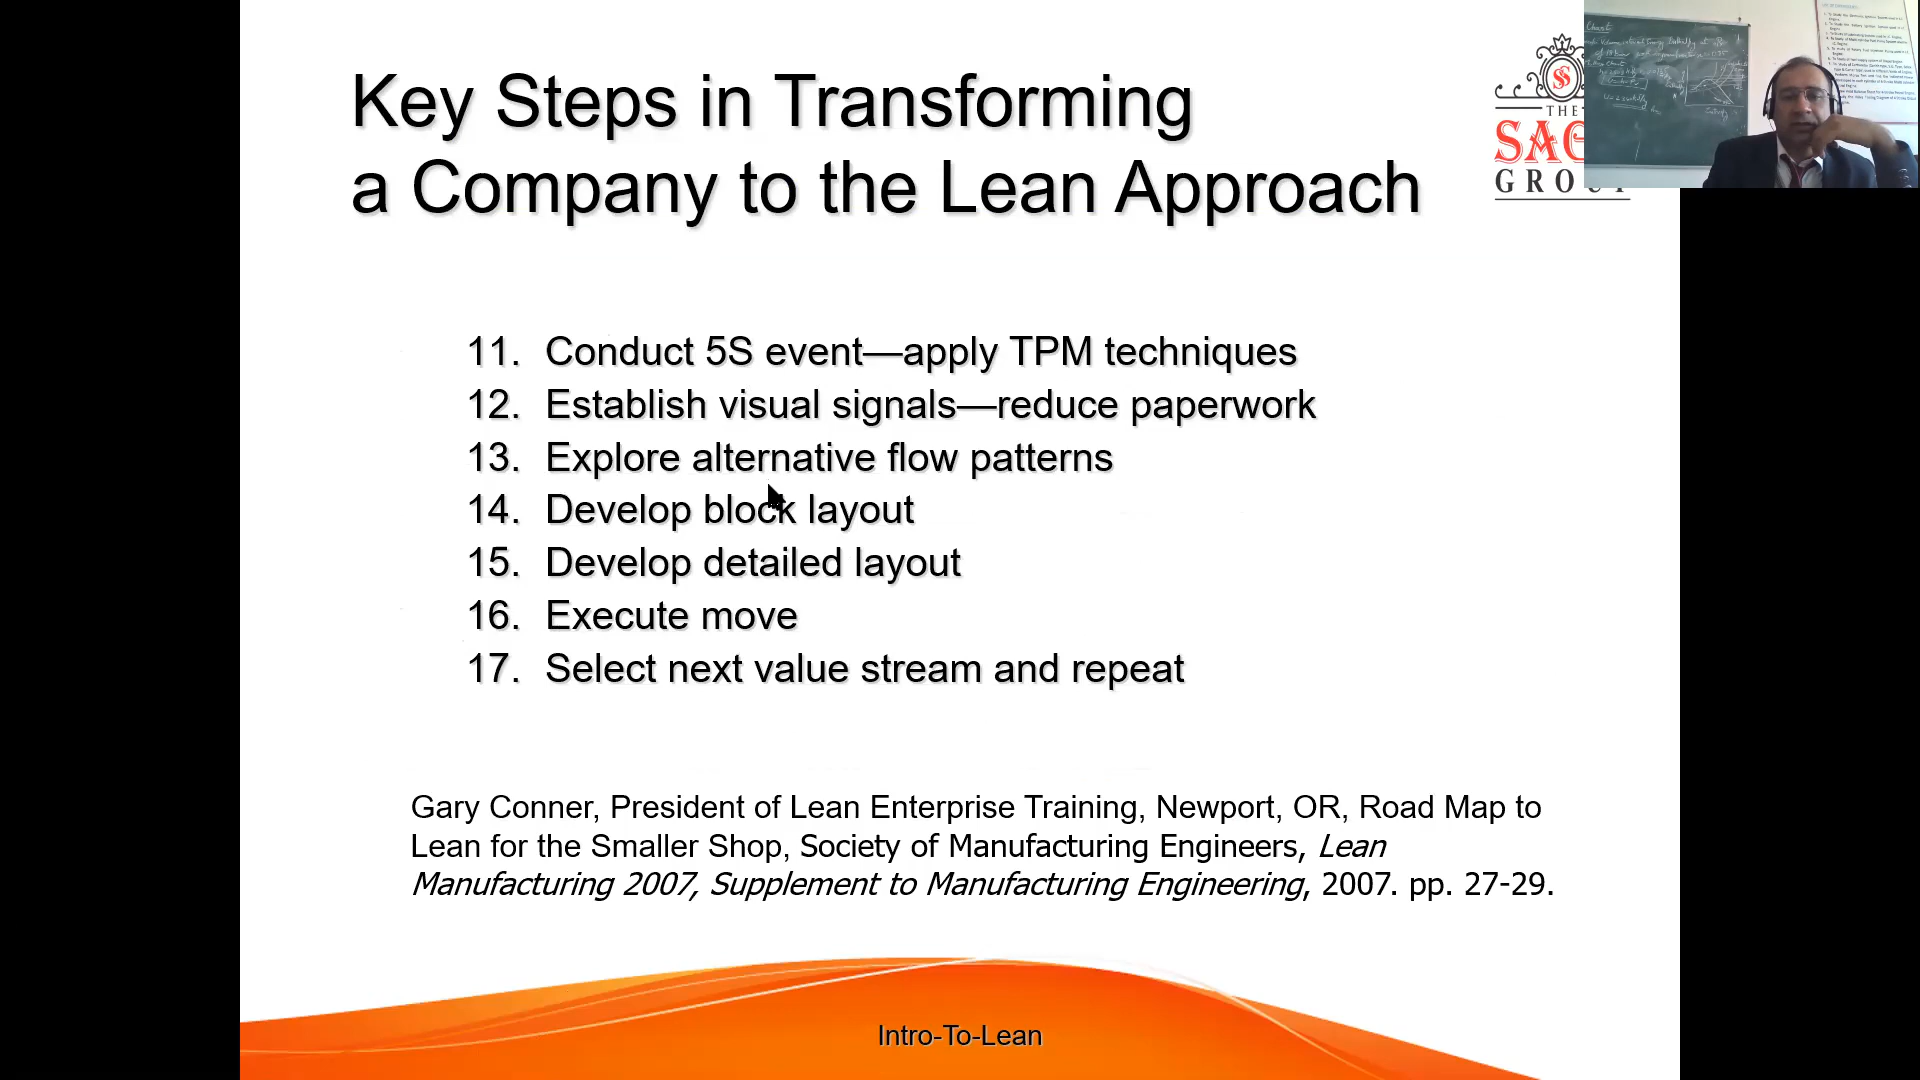 Key Steps in Transforming
a Company to the Lean Approach
THE
SAG
GROUP
11. Conduct 5S event—apply TPM techniques
12. Establish visual signals—reduce paperwork
13. Explore alternative flow patterns
14. Develop block layout
15. Develop detailed layout
16. Execute move
17. Select next value stream and repeat
Gary Conner, President of Lean Enterprise Training, Newport, OR, Road Map to
Lean for the Smaller Shop, Society of Manufacturing Engineers, Lean
Manufacturing 2007, Supplement to Manufacturing Engineering, 2007. pp. 27-29.
Intro-To-Lean